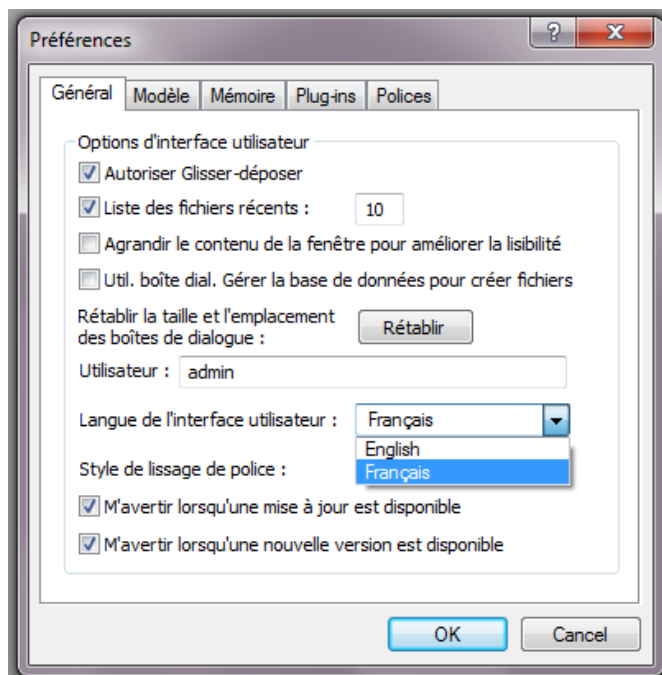 Préférences
Général Modèle Mémoire Plug-ins Polices
Options d'interface utilisateur
Autoriser Glisser-déposer
Liste des fichiers récents : 10
Agrandir le contenu de la fenêtre pour améliorer la lisibilité
Util. boîte dial. Gérer la base de données pour créer fichiers
Rétablir la taille et l'emplacement
des boîtes de dialogue :
Rétablir
Utilisateur : admin
Langue de l'interface utilisateur : Français
English
Style de lissage de police : Français
M'avertir lorsqu'une mise à jour est disponible
M'avertir lorsqu'une nouvelle version est disponible
OK Cancel